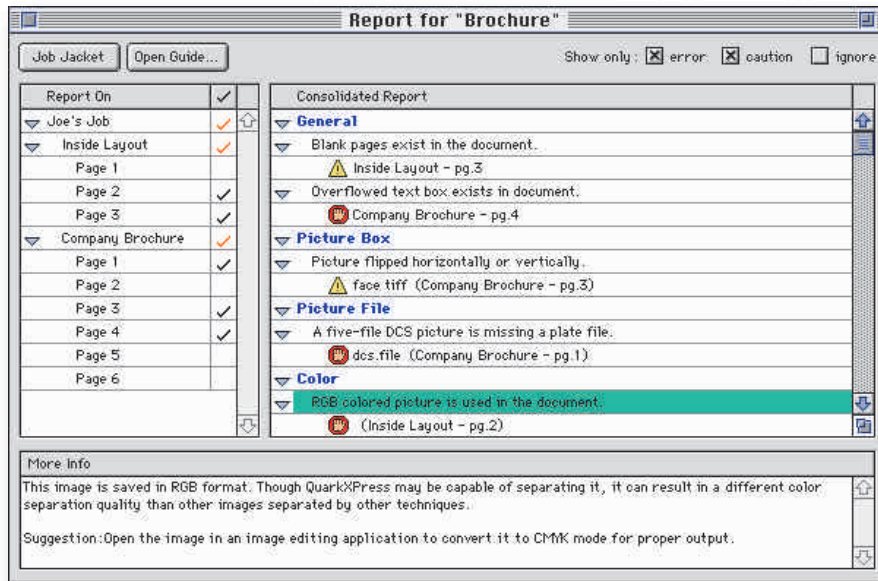 Report for "Brochure"
Job Jacket
Open Guide...
Show only : error caution ignore
Report On
Joe's Job
Inside Layout
Page 1
Page 2
Page 3
Company Brochure
Page 1
Page 2
Page 3
Page 4
Page 5
Page 6
Consolidated Report
General
Blank pages exist in the document.
Inside Layout - pg.3
Overflowed text box exists in document.
Company Brochure - pg.4
Picture Box
Picture flipped horizontally or vertically.
face tiff (Company Brochure - pg.3)
Picture File
A five-file DCS picture is missing a plate file.
dcs.file (Company Brochure - pg.1)
Color
RGB colored picture is used in the document.
(Inside Layout - pg.2)
More Info
This image is saved in RGB format. Though QuarkXPress may be capable of separating it, it can result in a different color
separation quality than other images separated by other techniques.
Suggestion:Open the image in an image editing application to convert it to CMYK mode for proper output.